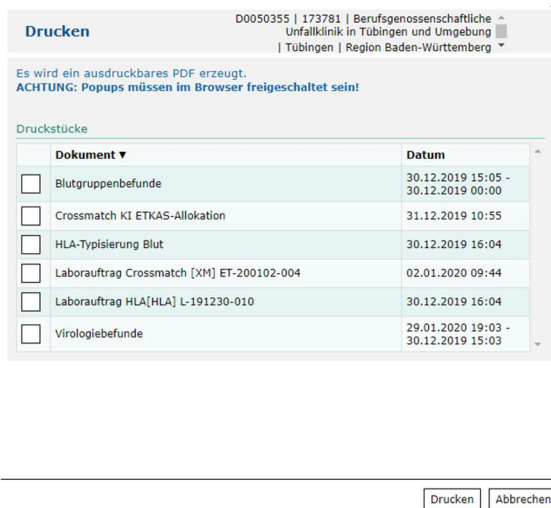 Drucken
D0050355 | 173781 | Berufsgenossenschaftliche
Unfallklinik in Tübingen und Umgebung
| Tübingen | Region Baden-Württemberg
Es wird ein ausdruckbares PDF erzeugt.
ACHTUNG: Popups müssen im Browser freigeschaltet sein!
Druckstücke
Dokument ▼ Datum
Blutgruppenbefunde 30.12.2019 15:05 -
30.12.2019 00:00
Crossmatch KI ETKAS-Allokation 31.12.2019 10:55
HLA-Typisierung Blut 30.12.2019 16:04
Laborauftrag Crossmatch [XM] ET-200102-004 02.01.2020 09:44
Laborauftrag HLA[HLA] L-191230-010 30.12.2019 16:04
Virologiebefunde 29.01.2020 19:03 -
30.12.2019 15:03
Drucken Abbrechen